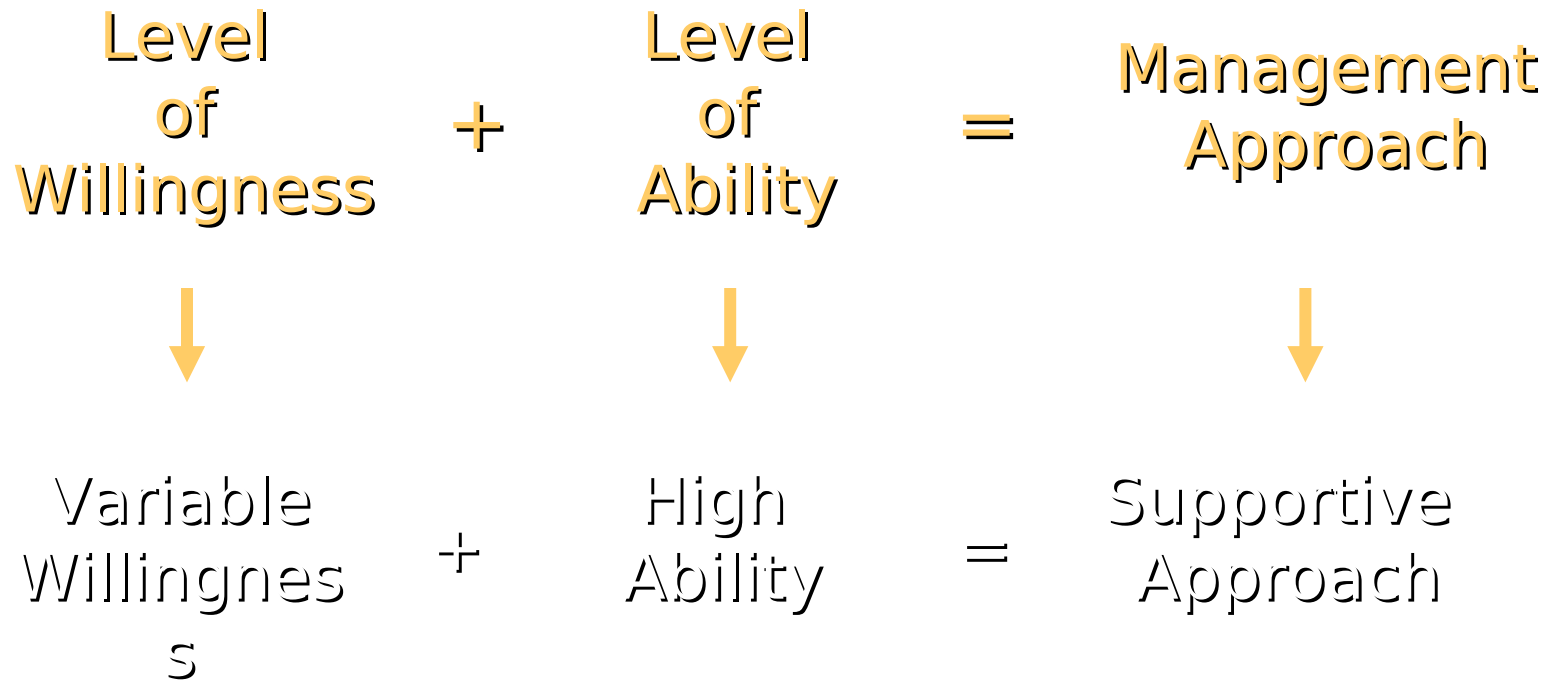 Level
of
Willingness
+
Level
of
Ability
=
Management
Approach
Variable
Willingnes
s
+
High
Ability
=
Supportive
Approach